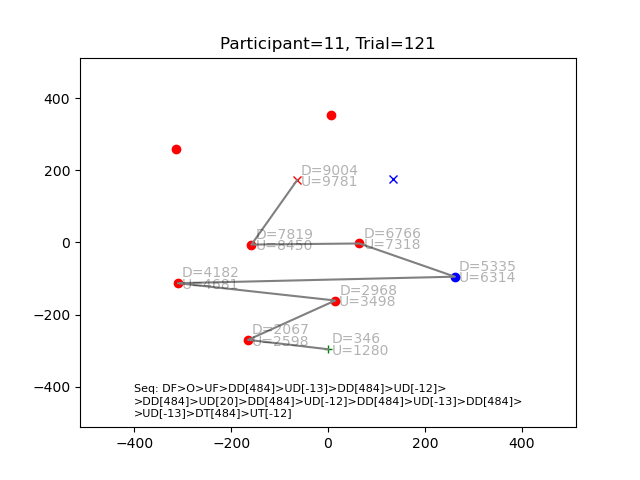 Participant=11, Trial=121
400
200
0
−200
−400
−400
−200
0
200
400
D=9004
U=9781
D=7819
U=8450
D=6766
U=7318
D=5335
U=6314
D=4182
U=4681
D=2968
U=3498
D=2067
U=2598
D=346
U=1280
Seq: DF>O>UF>DD[484]>UD[-13]>DD[484]>UD[-12]>
>DD[484]>UD[20]>DD[484]>UD[-12]>DD[484]>UD[-13]>DD[484]>
>UD[-13]>DT[484]>UT[-12]